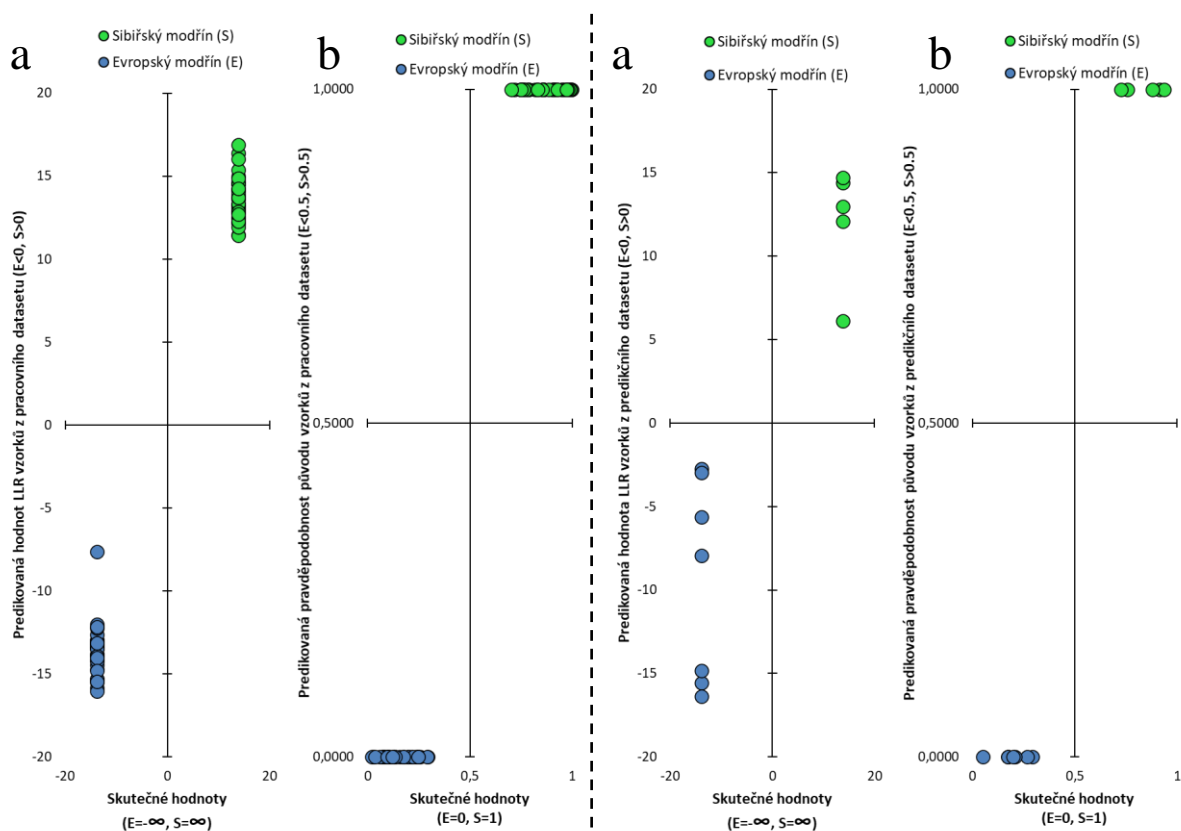 a
Sibiřský modřín (S)
Evropský modřín (E)
20
15
10
5
0
-5
-10
-15
-20
-20
0
20
Predikovaná hodnot LLR vzorků z pracovního datasetu (E<0, S>0)
Skutečné hodnoty
(E=-∞, S=∞)
b
Sibiřský modřín (S)
Evropský modřín (E)
1,0000
0,5000
0,0000
0
0,5
1
Predikovaná pravděpodobnost původu vzorků z pracovního datasetu (E<0.5, S>0.5)
Skutečné hodnoty
(E=0, S=1)
a
Sibiřský modřín (S)
Evropský modřín (E)
20
15
10
5
0
-5
-10
-15
-20
-20
0
20
Predikovaná hodnota LLR vzorků z predikčního datasetu (E<0, S>0)
Skutečné hodnoty
(E=-∞, S=∞)
b
Sibiřský modřín (S)
Evropský modřín (E)
1,0000
0,5000
0,0000
0
0,5
1
Predikovaná pravděpodobnost původu vzorků z predikčního datasetu (E<0.5, S>0.5)
Skutečné hodnoty
(E=0, S=1)